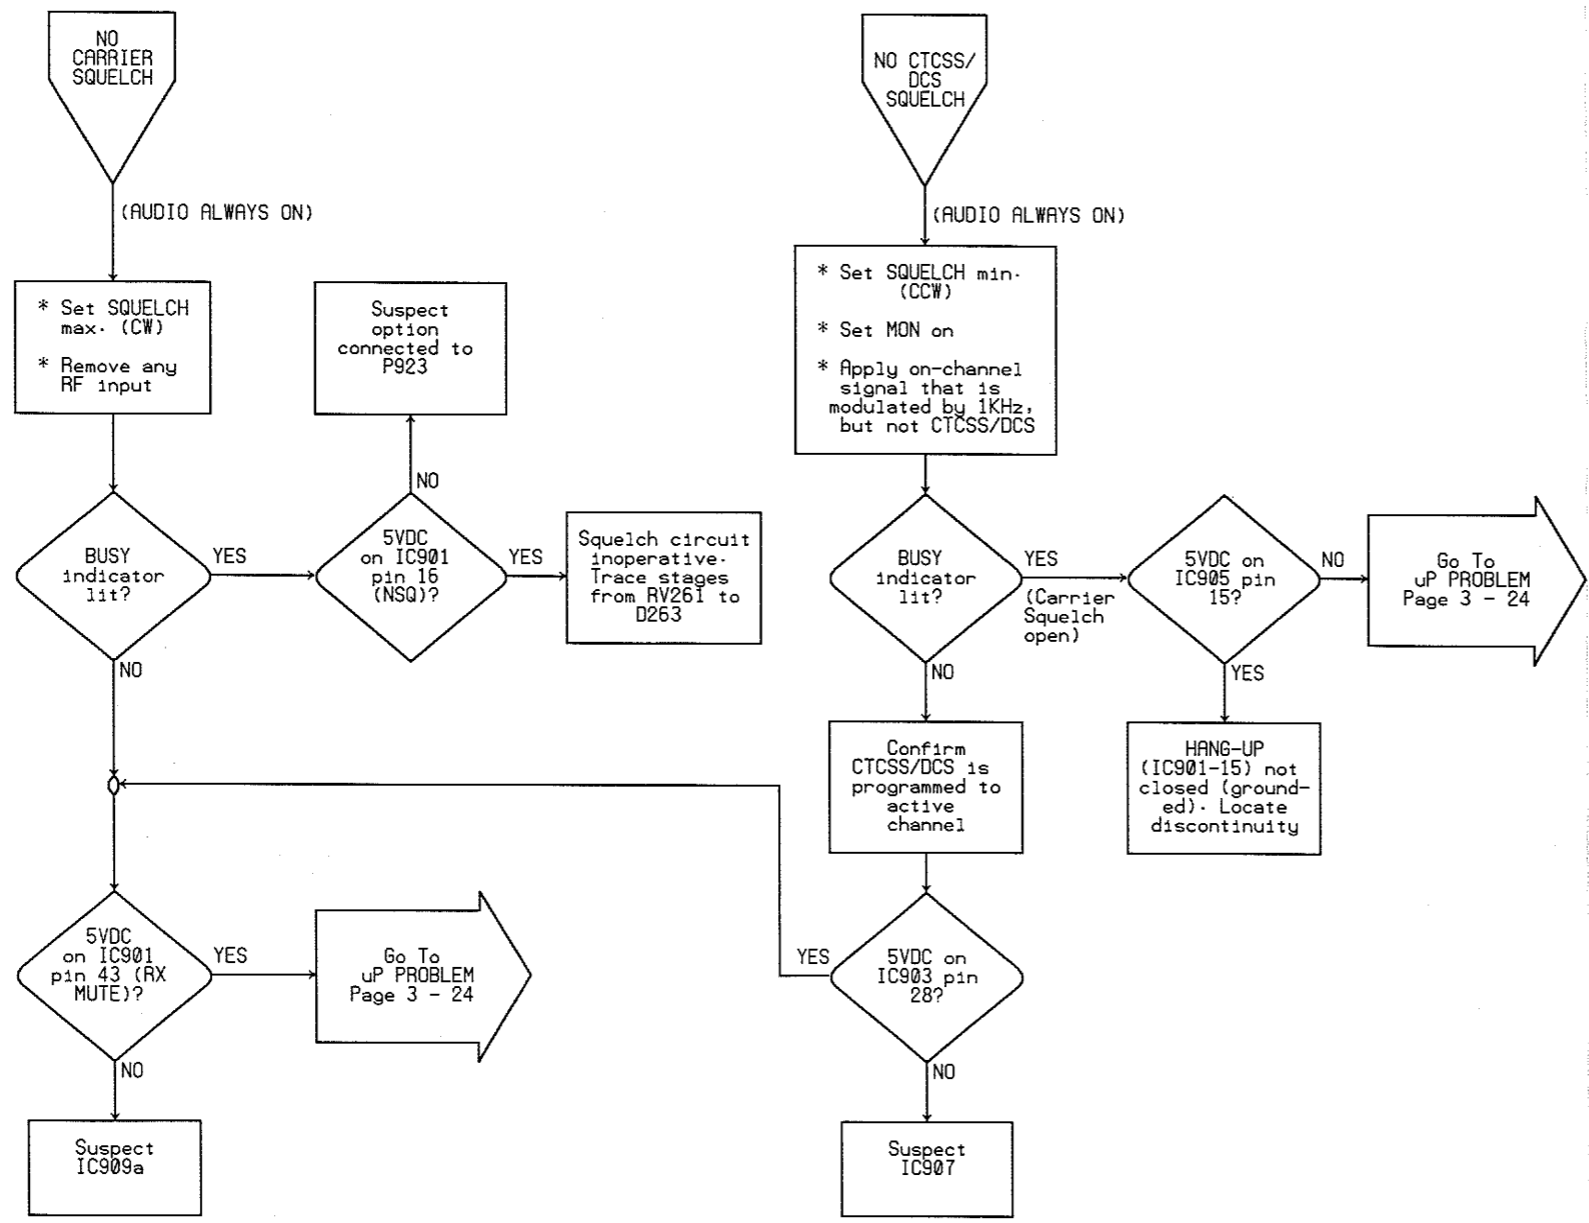 NO
CARRIER
SQUELCH
(AUDIO ALWAYS ON)
* Set SQUELCH
max. (CW)
* Remove any
RF input
BUSY
indicator
lit?
YES
NO
Suspect
option
connected to
P923
NO
5VDC
on IC901
pin 16
(NSQ)?
YES
Squelch circuit
inoperative.
Trace stages
from RV261 to
D263
5VDC
on IC901
pin 43 (RX
MUTE)?
YES
Go To
uP PROBLEM
Page 3 - 24
NO
Suspect
IC909a
NO CTCSS/
DCS
SQUELCH
(AUDIO ALWAYS ON)
* Set SQUELCH min.
(CCW)
* Set MON on
* Apply on-channel
signal that is
modulated by 1KHz,
but not CTCSS/DCS
BUSY
indicator
lit?
YES
(Carrier
Squelch
open)
5VDC on
IC905 pin
15?
NO
Go To
uP PROBLEM
Page 3 - 24
YES
HANG-UP
(IC901-15) not
closed (ground-
ed). Locate
discontinuity
NO
Confirm
CTCSS/DCS is
programmed to
active
channel
YES
5VDC on
IC903 pin
28?
NO
Suspect
IC907